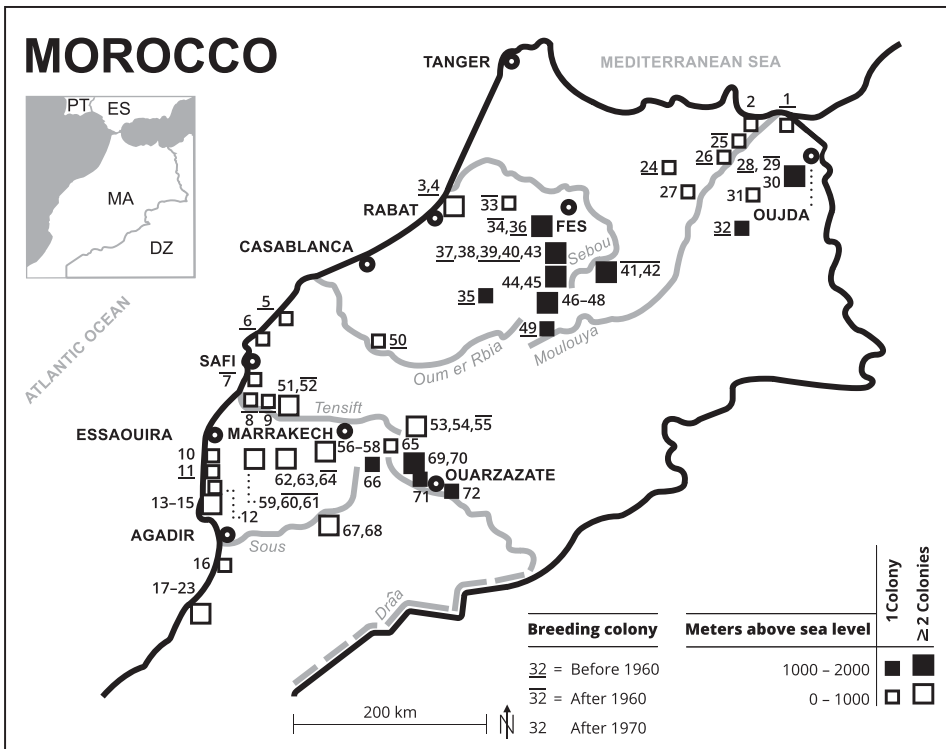 MOROCCO
TANGER
MEDITERRANEAN SEA
PT
ES
MA
DZ
2
1
25
26
28, 29
30
24
27
31
OUJDA
32
3,4
RABAT
33
34,36
FES
CASABLANCA
37,38,39,40,43
Sebou
41,42
44,45
35
46–48
49
Moulouya
ATLANTIC OCEAN
5
6
50
Oum er Rbia
SAFI
7
51,52
8
9
Tensift
ESSAOUIRA
MARRAKECH
53,54,55
56–58
65
10
11
62,63,64
66
69,70
OUARZAZATE
71
72
13–15
12
59,60,61
67,68
AGADIR
Sous
16
17–23
Drâa
Breeding colony
32 = Before 1960
32 = After 1960
32 After 1970
Meters above sea level
1 Colony
≥ 2 Colonies
1000 – 2000
0 – 1000
200 km
N